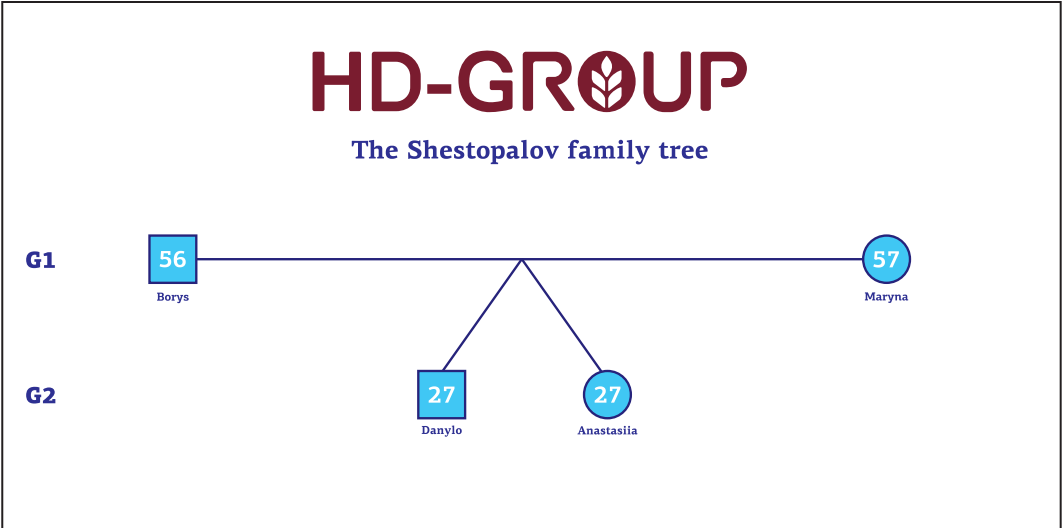 HD-GROUP
The Shestopalov family tree
G1
56
57
Borys
Maryna
G2
27
27
Danylo
Anastasiia